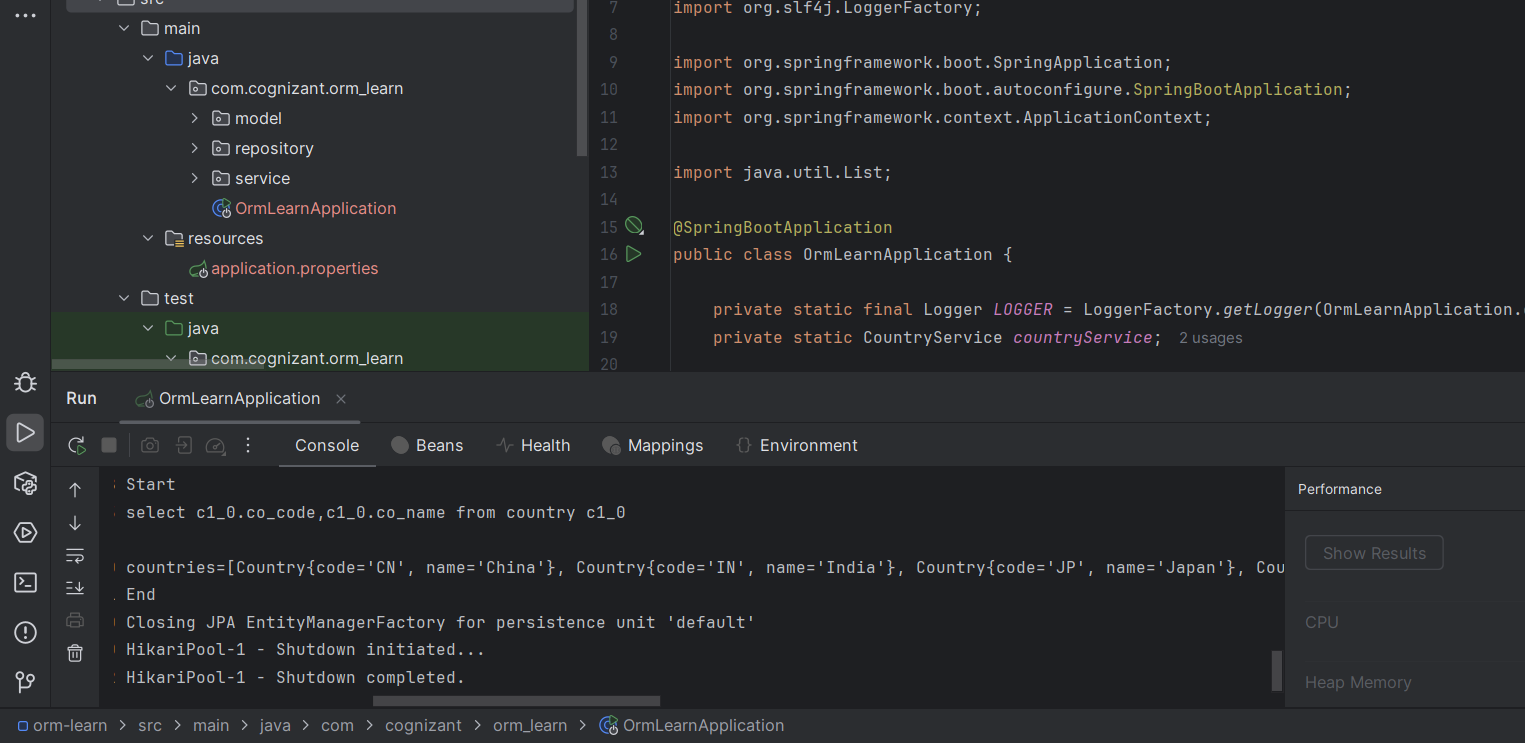 src
main
java
com.cognizant.orm_learn
model
repository
service
OrmLearnApplication
resources
application.properties
test
java
com.cognizant.orm_learn
7 import org.slf4j.LoggerFactory;
8
9 import org.springframework.boot.SpringApplication;
10 import org.springframework.boot.autoconfigure.SpringBootApplication;
11 import org.springframework.context.ApplicationContext;
12
13 import java.util.List;
14
15 @SpringBootApplication
16 public class OrmLearnApplication {
17
18 private static final Logger LOGGER = LoggerFactory.getLogger(OrmLearnApplication.
19 private static CountryService countryService; 2 usages
20
Run OrmLearnApplication
Console Beans Health Mappings Environment
Start
select c1_0.co_code,c1_0.co_name from country c1_0
countries=[Country{code='CN', name='China'}, Country{code='IN', name='India'}, Country{code='JP', name='Japan'}, Cou
End
Closing JPA EntityManagerFactory for persistence unit 'default'
HikariPool-1 - Shutdown initiated...
HikariPool-1 - Shutdown completed.
Performance
Show Results
CPU
Heap Memory
orm-learn > src > main > java > com > cognizant > orm_learn > OrmLearnApplication